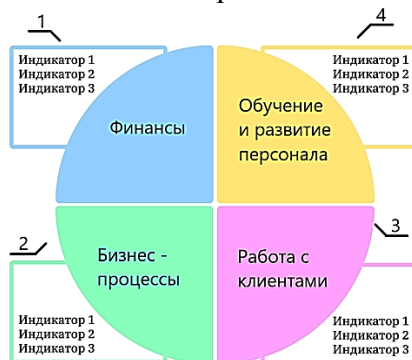 1
Индикатор 1
Индикатор 2
Индикатор 3
Финансы
4
Индикатор 1
Индикатор 2
Индикатор 3
Обучение
и развитие
персонала
2
Бизнес -
процессы
Индикатор 1
Индикатор 2
Индикатор 3
3
Работа с
клиентами
Индикатор 1
Индикатор 2
Индикатор 3